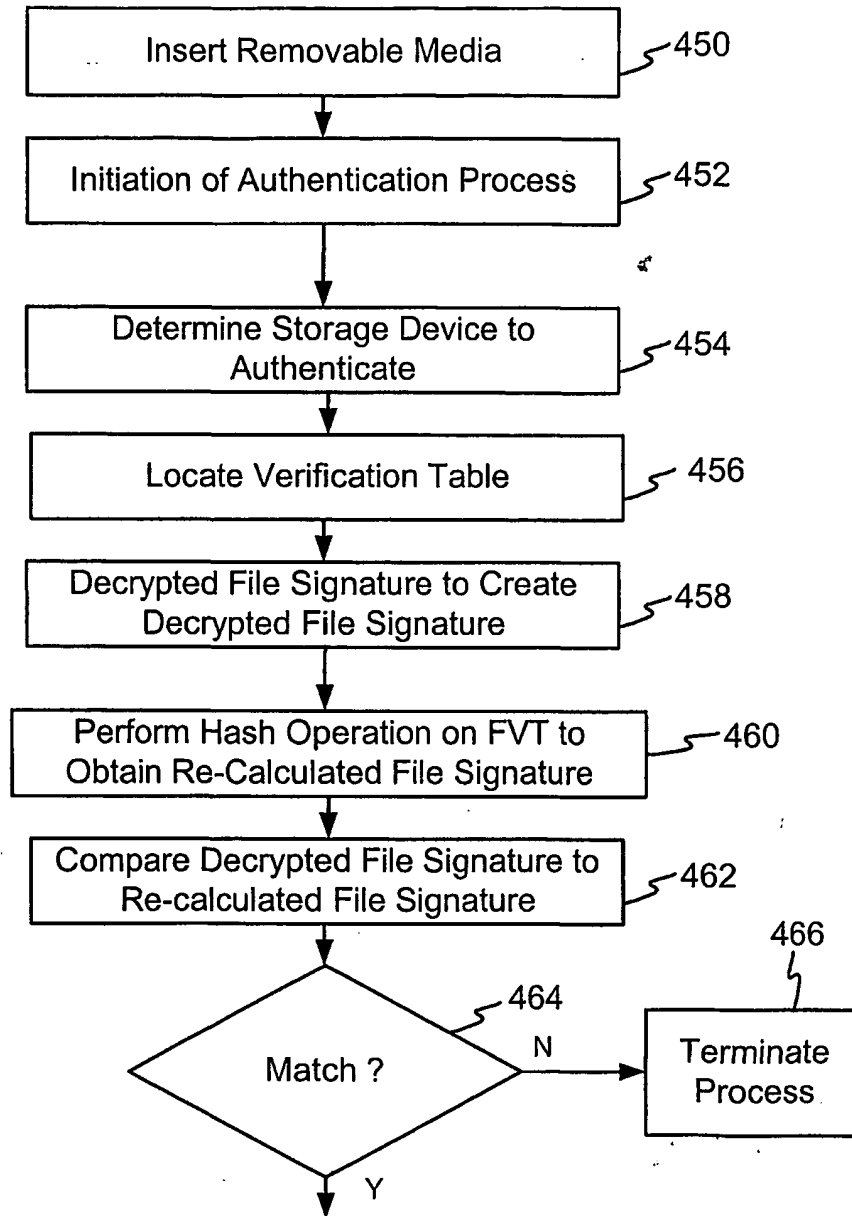 Insert Removable Media
450
Initiation of Authentication Process
452
Determine Storage Device to
Authenticate
454
Locate Verification Table
456
Decrypted File Signature to Create
Decrypted File Signature
458
Perform Hash Operation on FVT to
Obtain Re-Calculated File Signature
460
Compare Decrypted File Signature to
Re-calculated File Signature
462
466
464
Match ?
N
Terminate
Process
Y